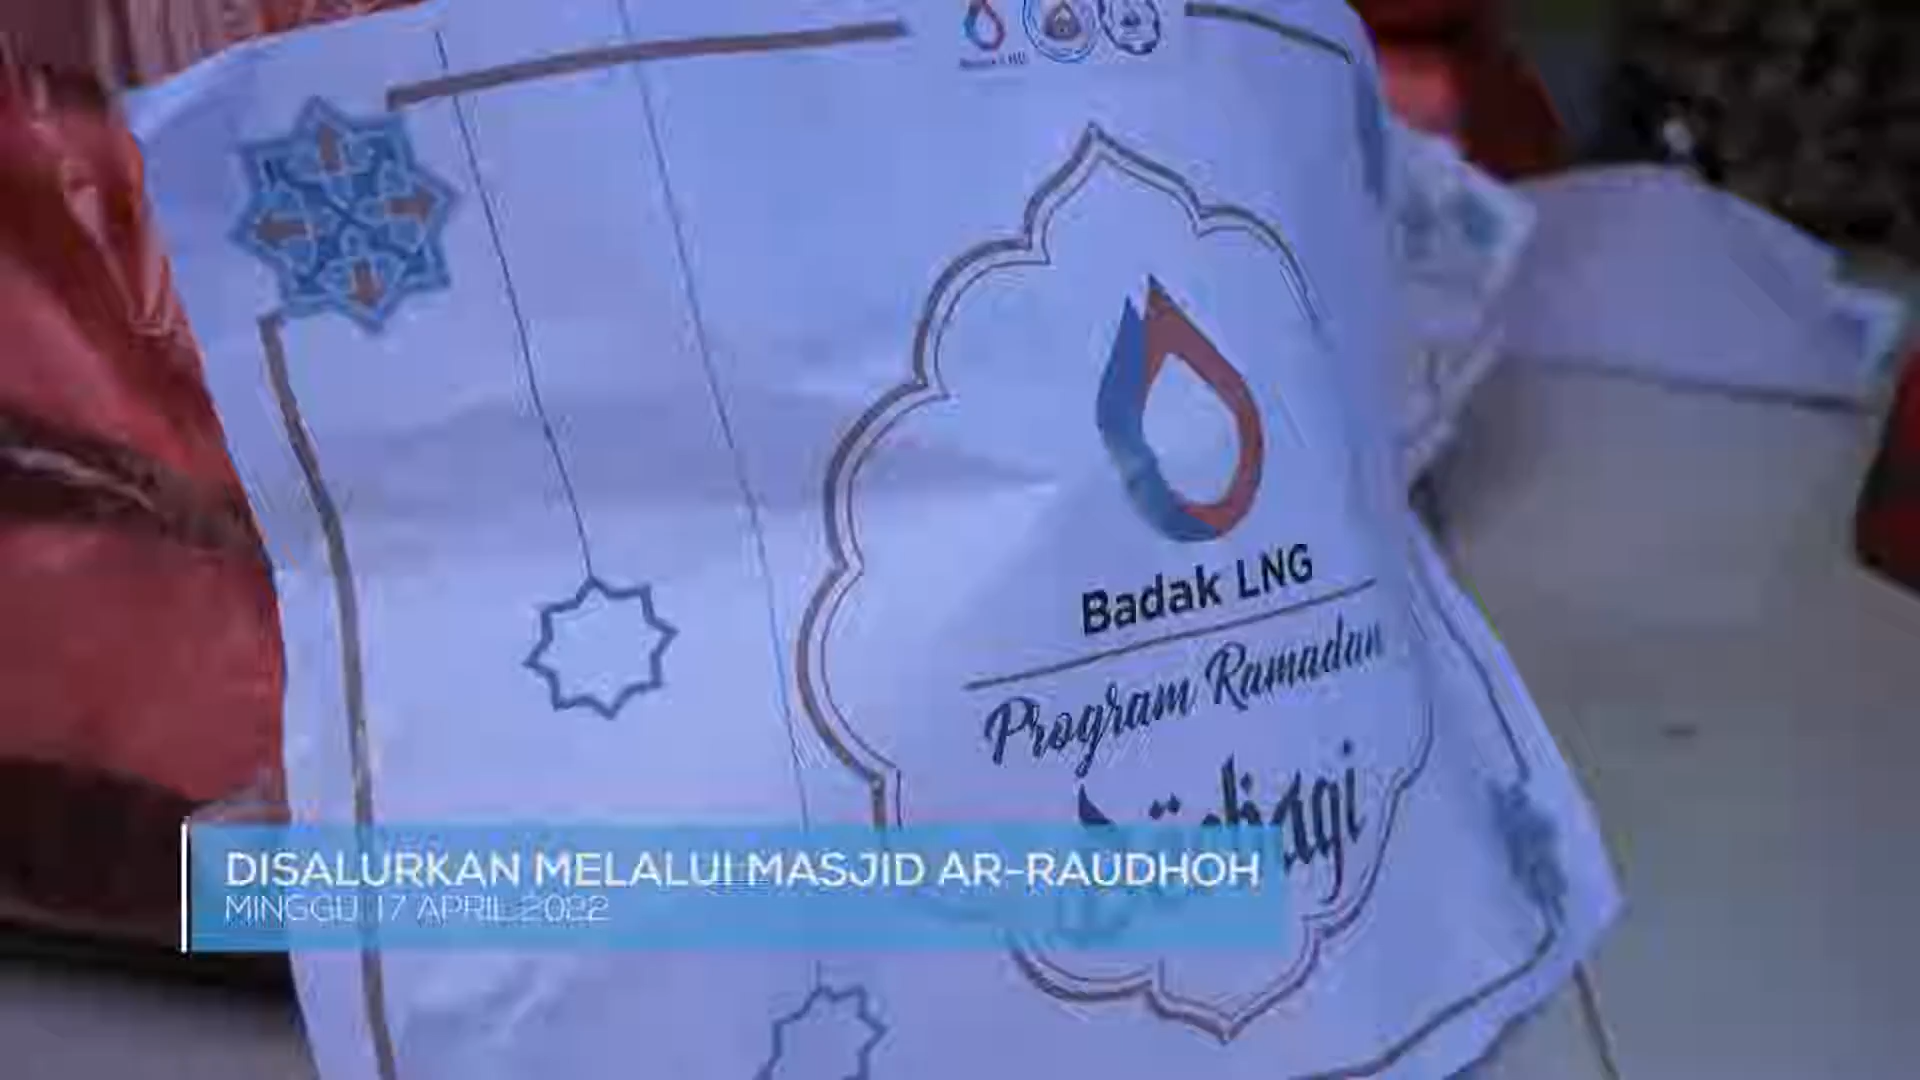 Badak LNG
Program Ramadan
DISALURKAN MELALUI MASJID AR-RAUDHOH
MINGGU, 17 APRIL 2022